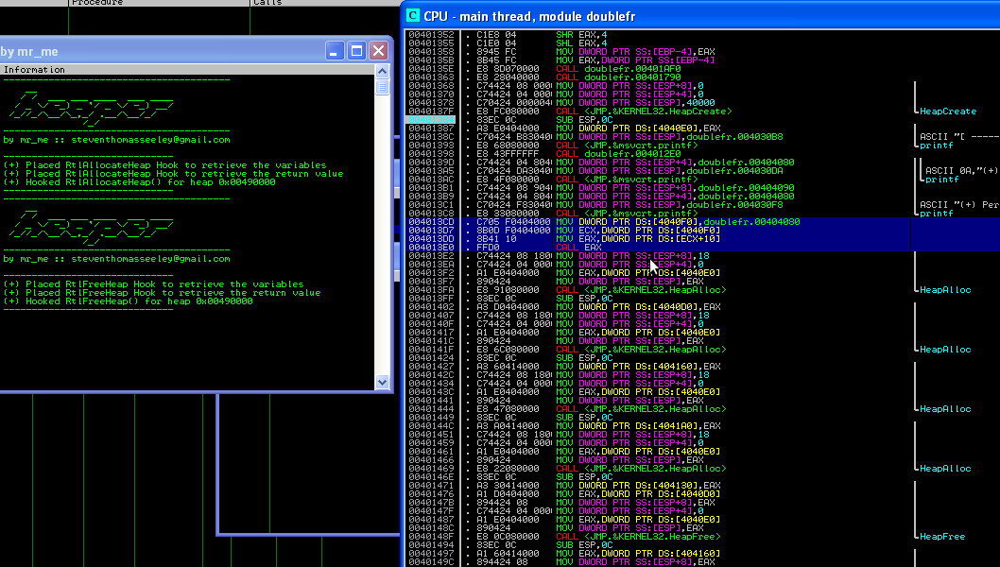 Procedure
Calls
by mr_me
Information
by mr_me :: steventhomasseeley@gmail.com
(+) Placed RtlAllocateHeap Hook to retrieve the variables
(+) Placed RtlAllocateHeap Hook to retrieve the return value
(+) Hooked RtlAllocateHeap() for heap 0x00490000
by mr_me :: steventhomasseeley@gmail.com
(+) Placed RtlFreeHeap Hook to retrieve the variables
(+) Placed RtlFreeHeap Hook to retrieve the return value
(+) Hooked RtlFreeHeap() for heap 0x00490000
C CPU - main thread, module doublefr
00401352 . C1E8 04 SHR EAX,4
00401355 . C1E0 04 SHL EAX,4
00401358 . 8945 FC MOV DWORD PTR SS:[EBP-4],EAX
0040135B . 8B45 FC MOV EAX,DWORD PTR SS:[EBP-4]
0040135E . E8 8D070000 CALL doublefr.00401AF0
00401363 . E8 28040000 CALL doublefr.00401790
00401368 . C74424 08 000 MOV DWORD PTR SS:[ESP+8],0
00401370 . C74424 04 000 MOV DWORD PTR SS:[ESP+4],0
00401378 . C70424 000004 MOV DWORD PTR SS:[ESP],40000
0040137F . E8 FC080000 CALL <JMP.&KERNEL32.HeapCreate> HeapCreate
. 83EC 0C SUB ESP,0C
00401387 . A3 E0404000 MOV DWORD PTR DS:[4040E0],EAX
0040138C . C70424 B83040 MOV DWORD PTR SS:[ESP],doublefr.004030B8 ASCII "[ -----
00401393 . E8 68080000 CALL <JMP.&msvcrt.printf> printf
00401398 . E8 43FFFFFF CALL doublefr.004012E0
0040139D . C74424 04 804 MOV DWORD PTR SS:[ESP+4],doublefr.00404080
004013A5 . C70424 DA3040 MOV DWORD PTR SS:[ESP],doublefr.004030DA ASCII 0A,"(+)
004013AC . E8 4F080000 CALL <JMP.&msvcrt.printf> printf
004013B1 . C74424 08 904 MOV DWORD PTR SS:[ESP+8],doublefr.00404090
004013B9 . C74424 04 804 MOV DWORD PTR SS:[ESP+4],doublefr.00404080
004013C1 . C70424 F83040 MOV DWORD PTR SS:[ESP],doublefr.004030F8 ASCII "(+) Per
004013C8 . E8 33080000 CALL <JMP.&msvcrt.printf> printf
004013CD . C705 F0404000 MOV DWORD PTR DS:[4040F0],doublefr.00404080
004013D7 . 8B0D F0404000 MOV ECX,DWORD PTR DS:[4040F0]
004013DD . 8B41 10 MOV EAX,DWORD PTR DS:[ECX+10]
004013E0 . FFD0 CALL EAX
004013E2 . C74424 08 180 MOV DWORD PTR SS:[ESP+8],18
004013EA . C74424 04 000 MOV DWORD PTR SS:[ESP+4],0
004013F2 . A1 E0404000 MOV EAX,DWORD PTR DS:[4040E0]
004013F7 . 890424 MOV DWORD PTR SS:[ESP],EAX
004013FA . E8 91080000 CALL <JMP.&KERNEL32.HeapAlloc> HeapAlloc
004013FF . 83EC 0C SUB ESP,0C
00401402 . A3 D0404000 MOV DWORD PTR DS:[4040D0],EAX
00401407 . C74424 08 180 MOV DWORD PTR SS:[ESP+8],18
0040140F . C74424 04 000 MOV DWORD PTR SS:[ESP+4],0
00401417 . A1 E0404000 MOV EAX,DWORD PTR DS:[4040E0]
0040141C . 890424 MOV DWORD PTR SS:[ESP],EAX
0040141F . E8 6C080000 CALL <JMP.&KERNEL32.HeapAlloc> HeapAlloc
00401424 . 83EC 0C SUB ESP,0C
00401427 . A3 60414000 MOV DWORD PTR DS:[404160],EAX
0040142C . C74424 08 180 MOV DWORD PTR SS:[ESP+8],18
00401434 . C74424 04 000 MOV DWORD PTR SS:[ESP+4],0
0040143C . A1 E0404000 MOV EAX,DWORD PTR DS:[4040E0]
00401441 . 890424 MOV DWORD PTR SS:[ESP],EAX
00401444 . E8 47080000 CALL <JMP.&KERNEL32.HeapAlloc> HeapAlloc
00401449 . 83EC 0C SUB ESP,0C
0040144C . A3 A0414000 MOV DWORD PTR DS:[4041A0],EAX
00401451 . C74424 08 180 MOV DWORD PTR SS:[ESP+8],18
00401459 . C74424 04 000 MOV DWORD PTR SS:[ESP+4],0
00401461 . A1 E0404000 MOV EAX,DWORD PTR DS:[4040E0]
00401466 . 890424 MOV DWORD PTR SS:[ESP],EAX
00401469 . E8 22080000 CALL <JMP.&KERNEL32.HeapAlloc> HeapAlloc
0040146E . 83EC 0C SUB ESP,0C
00401471 . A3 30414000 MOV DWORD PTR DS:[404130],EAX
00401476 . A1 D0404000 MOV EAX,DWORD PTR DS:[4040D0]
0040147B . 894424 08 MOV DWORD PTR SS:[ESP+8],EAX
0040147F . C74424 04 000 MOV DWORD PTR SS:[ESP+4],0
00401487 . A1 E0404000 MOV EAX,DWORD PTR DS:[4040E0]
0040148C . 890424 MOV DWORD PTR SS:[ESP],EAX
0040148F . E8 0C080000 CALL <JMP.&KERNEL32.HeapFree> HeapFree
00401494 . 83EC 0C SUB ESP,0C
00401497 . A1 60414000 MOV EAX,DWORD PTR DS:[404160]
0040149C . 894424 08 MOV DWORD PTR SS:[ESP+8],EAX